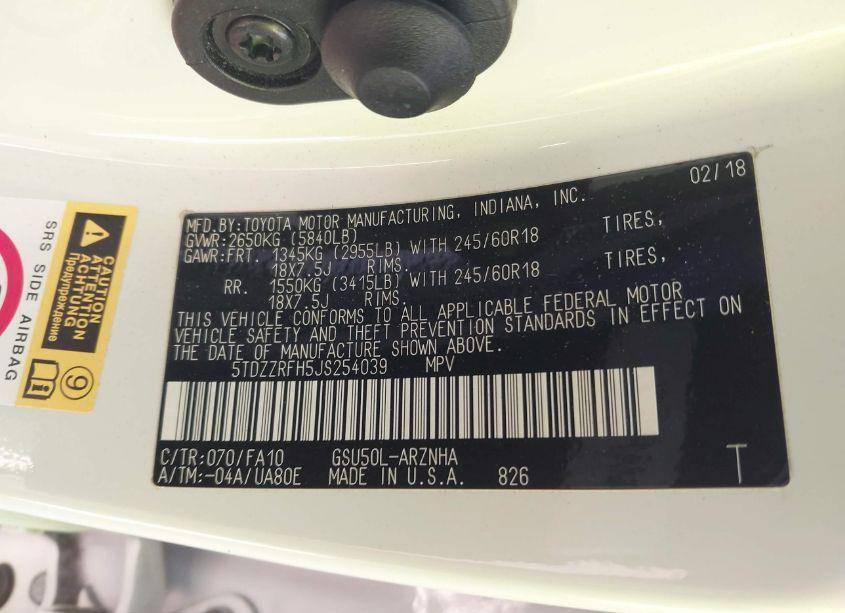 02/18
MFD.BY:TOYOTA MOTOR MANUFACTURING, INDIANA, INC.
GVWR:2650KG (5840LB)
GAWR:FRT. 1345KG (2955LB) WITH 245/60R18 TIRES,
18X7.5J RIMS.
RR. 1550KG (3415LB) WITH 245/60R18 TIRES,
18X7.5J RIMS.
THIS VEHICLE CONFORMS TO ALL APPLICABLE FEDERAL MOTOR
VEHICLE SAFETY AND THEFT PREVENTION STANDARDS IN EFFECT ON
THE DATE OF MANUFACTURE SHOWN ABOVE.
5TDZZRFH5JS254039 MPV
C/TR:070/FA10 GSU50L-ARZNHA
A/TM:-04A/UA80E MADE IN U.S.A. 826 T
CAUTION
ATTENTION
ACHTUNG
Предупреждение
SRS SIDE AIRBAG
9